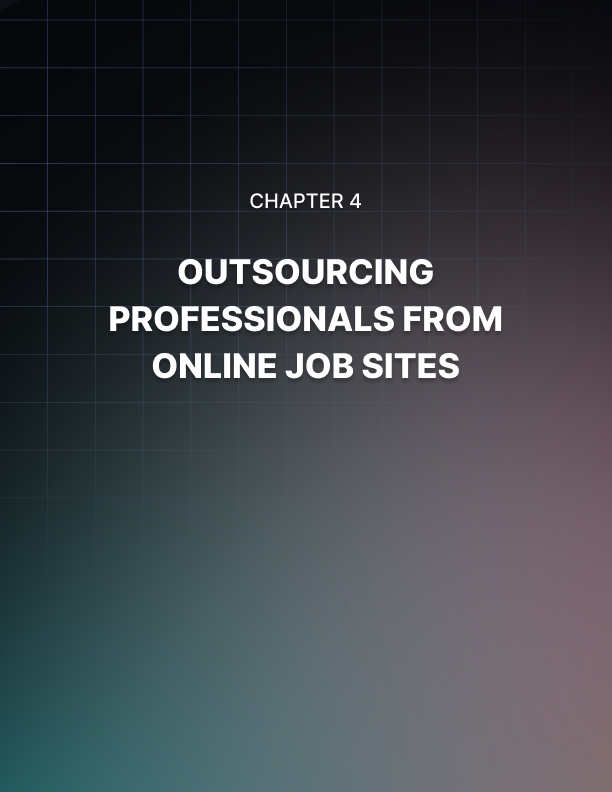 CHAPTER 4
OUTSOURCING
PROFESSIONALS FROM
ONLINE JOB SITES